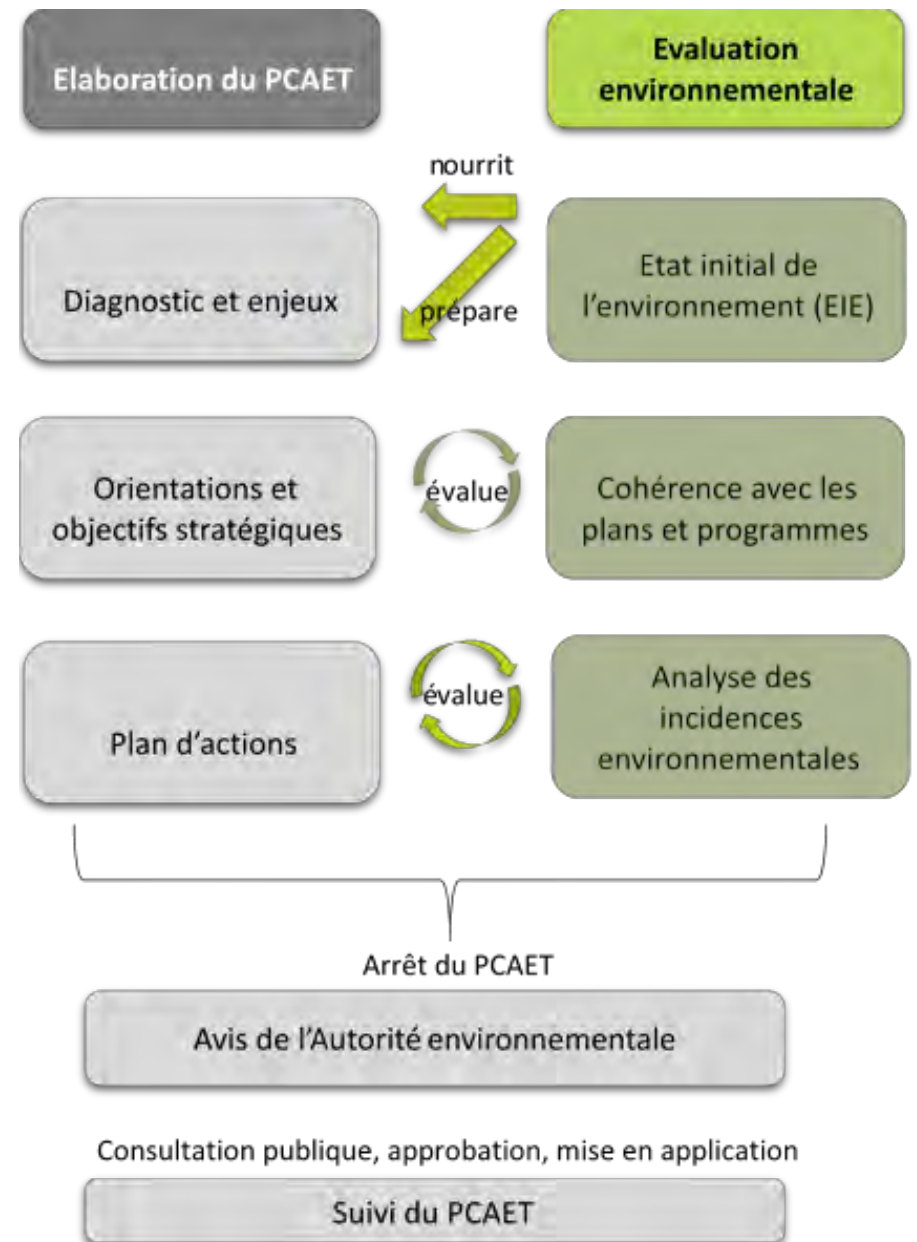 Elaboration du PCAET
Evaluation
environnementale
nourrit
Diagnostic et enjeux
prépare
Etat initial de
l'environnement (EIE)
Orientations et
objectifs stratégiques
évalue
Cohérence avec les
plans et programmes
Plan d'actions
évalue
Analyse des
incidences
environnementales
Arrêt du PCAET
Avis de l'Autorité environnementale
Consultation publique, approbation, mise en application
Suivi du PCAET